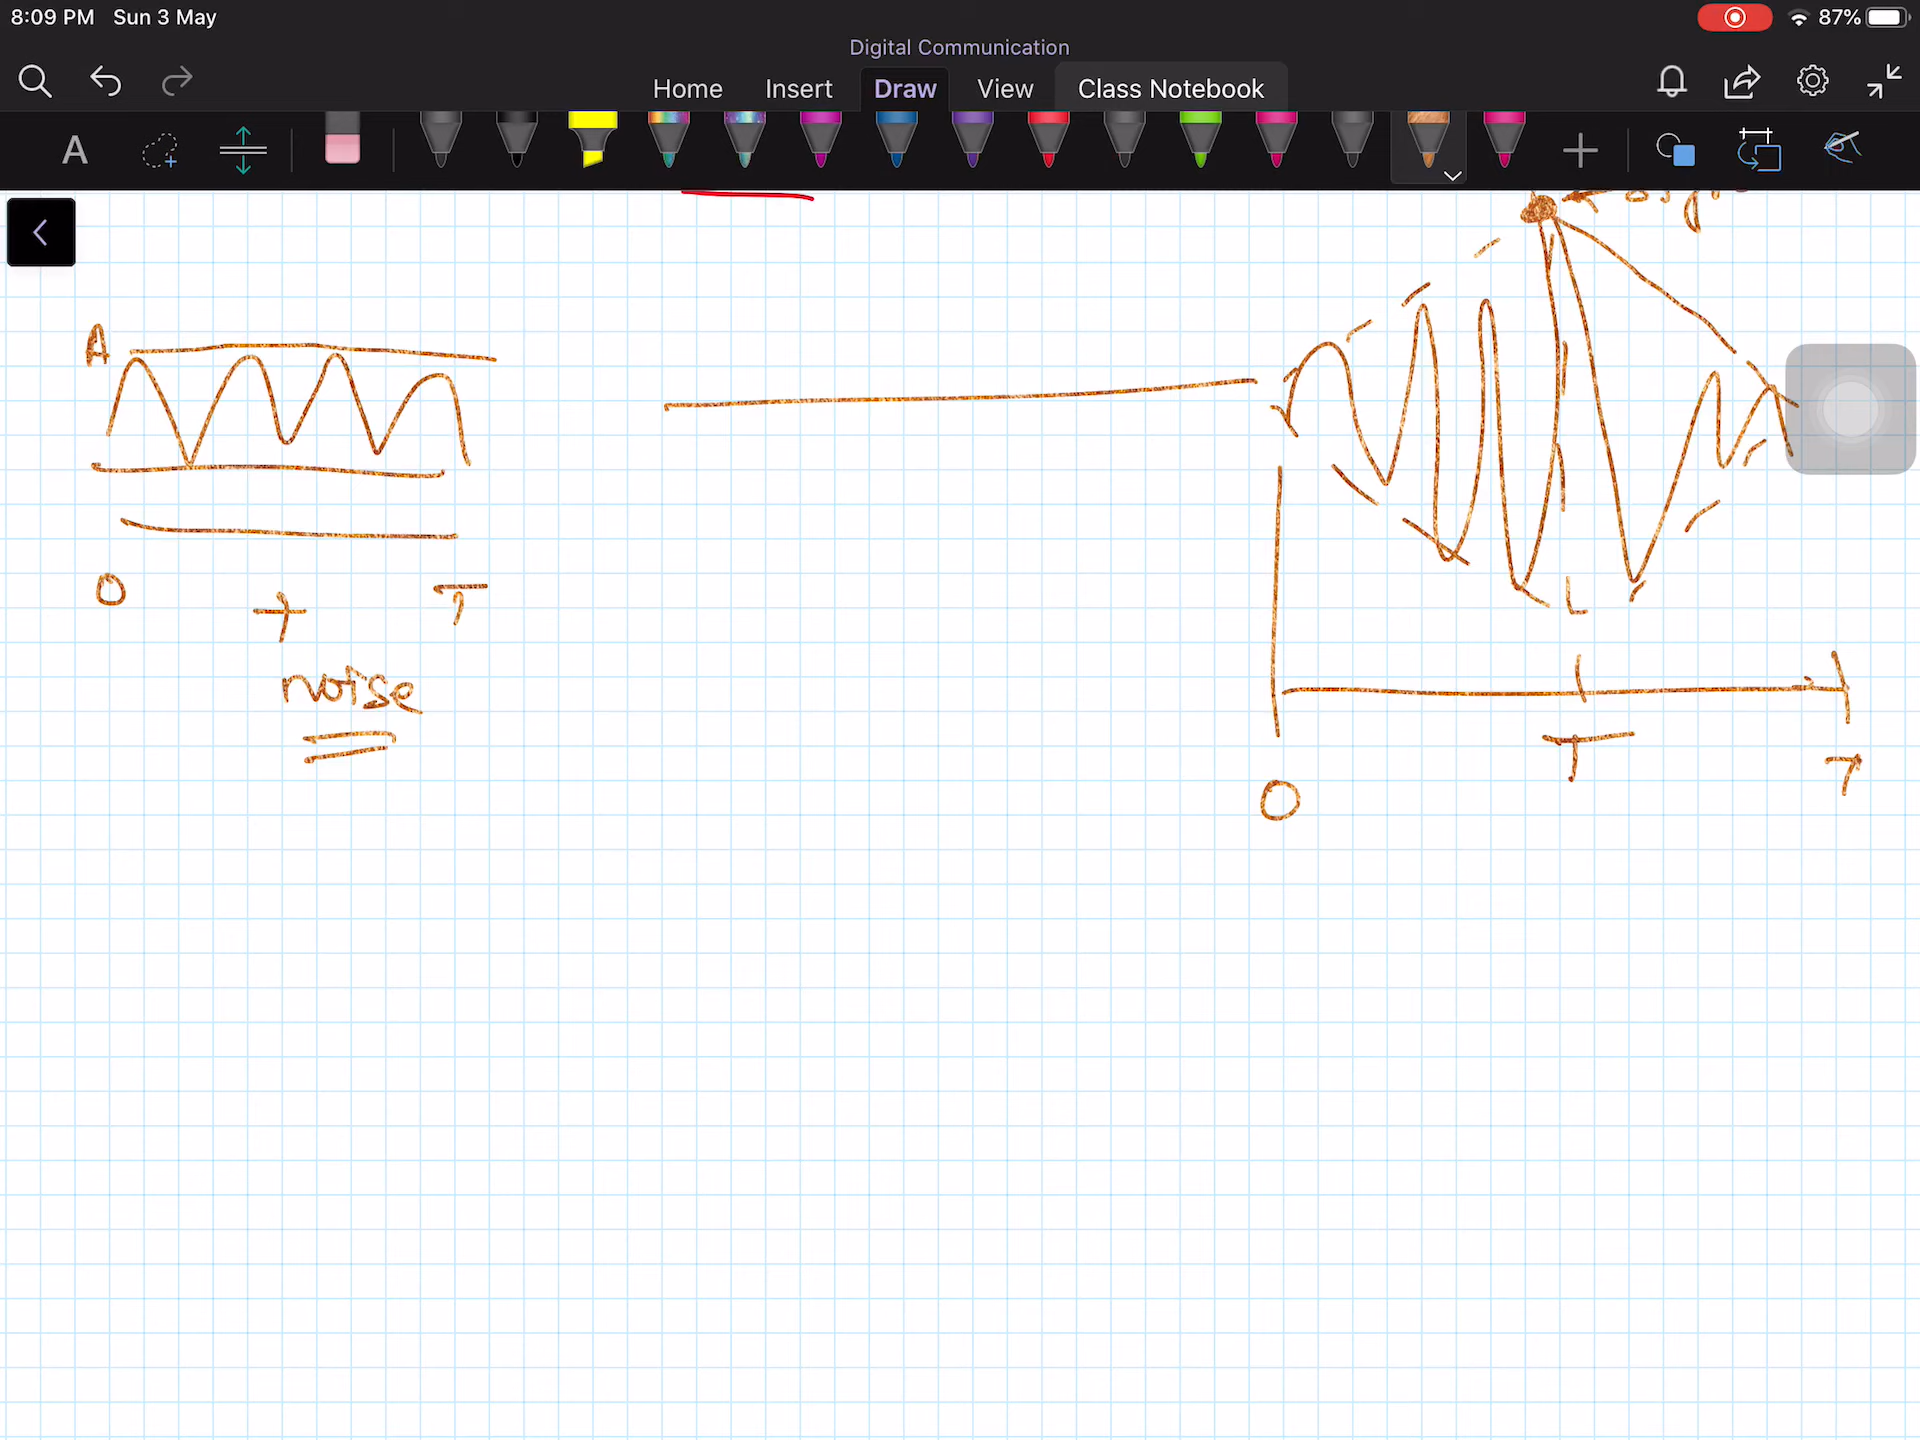 8:09 PM Sun 3 May 87%
Digital Communication
Home Insert Draw View Class Notebook
A
A
0 + T
noise
T T
0